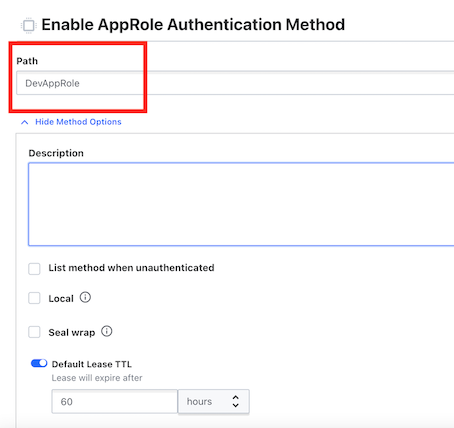 Enable AppRole Authentication Method
Path
DevAppRole
Hide Method Options
Description
List method when unauthenticated
Local
Seal wrap
Default Lease TTL
Lease will expire after
60 hours